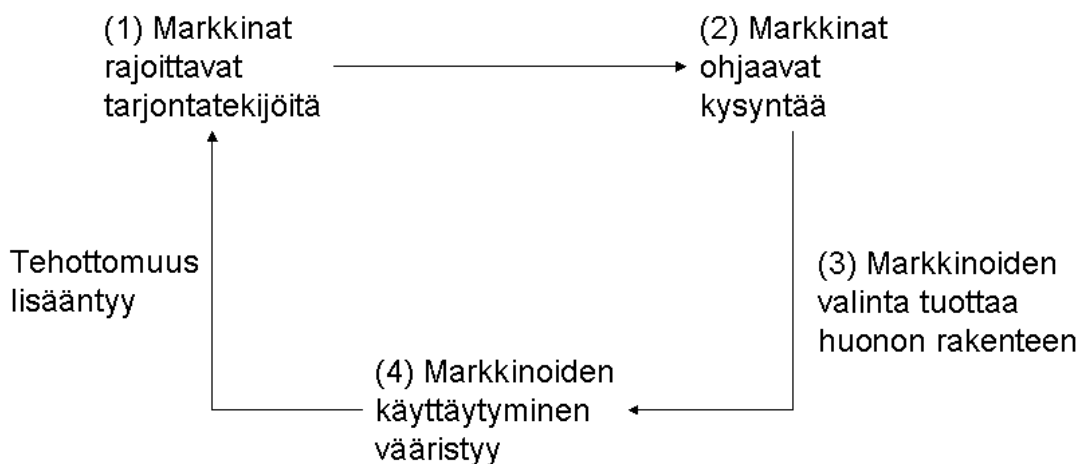 (1) Markkinat
rajoittavat
tarjontatekijöitä
(2) Markkinat
ohjaavat
kysyntää
(3) Markkinoiden
valinta tuottaa
huonon rakenteen
(4) Markkinoiden
käyttäytyminen
vääristyy
Tehottomuus
lisääntyy